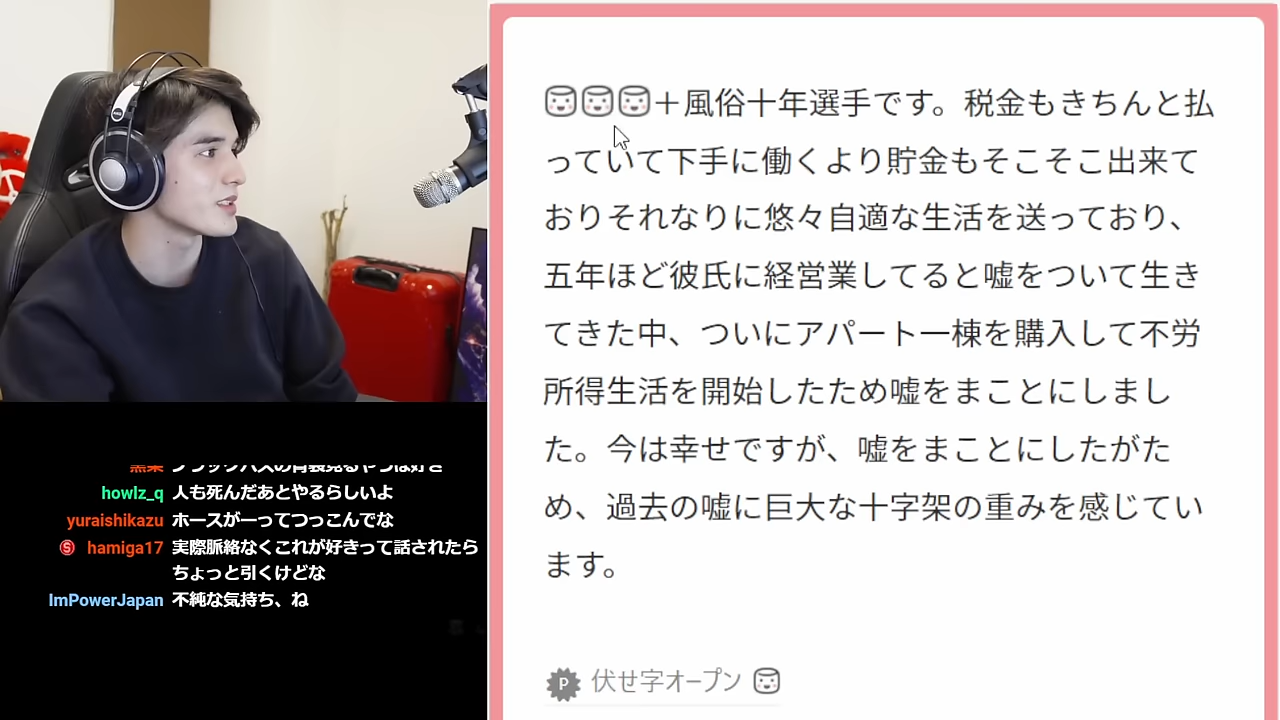 ＋風俗十年選手です。税金もきちんと払
っていて下手に働くより貯金もそこそこ出来て
おりそれなりに悠々自適な生活を送っており、
五年ほど彼氏に経営業してると嘘をついて生き
てきた中、ついにアパート一棟を購入して不労
所得生活を開始したため嘘をまことにしまし
た。今は幸せですが、嘘をまことにしたがた
め、過去の嘘に巨大な十字架の重みを感じてい
ます。
P 伏せ字オープン
howlz_q 人も死んだあとやるらしいよ
yuraishikazu ホースがーってつっこんでな
hamiga17 実際脈絡なくこれが好きって話されたら
ちょっと引くけどな
ImPowerJapan 不純な気持ち、ね